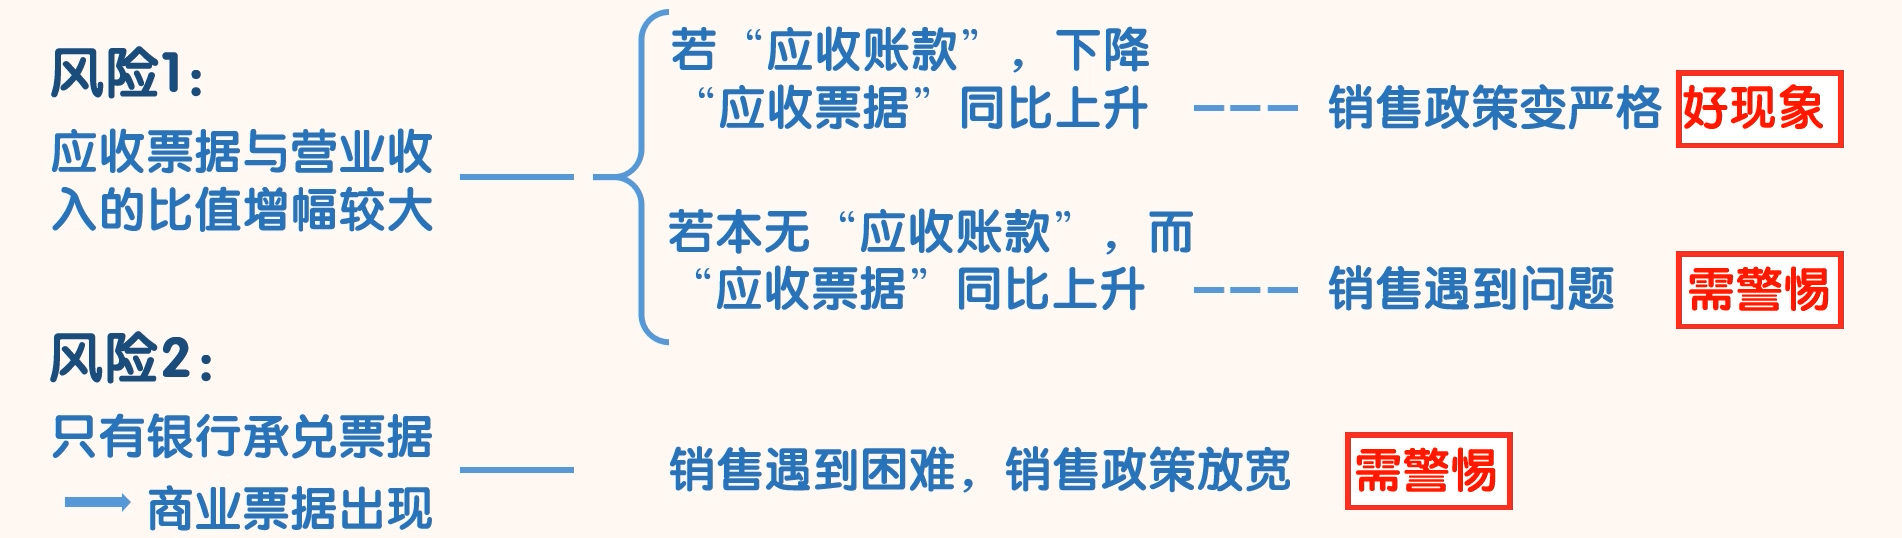 风险1：
应收票据与营业收
入的比值增幅较大
若“应收账款”，下降
“应收票据”同比上升
销售政策变严格
好现象
若本无“应收账款”，而
“应收票据”同比上升
销售遇到问题
需警惕
风险2：
只有银行承兑票据
商业票据出现
销售遇到困难，销售政策放宽
需警惕